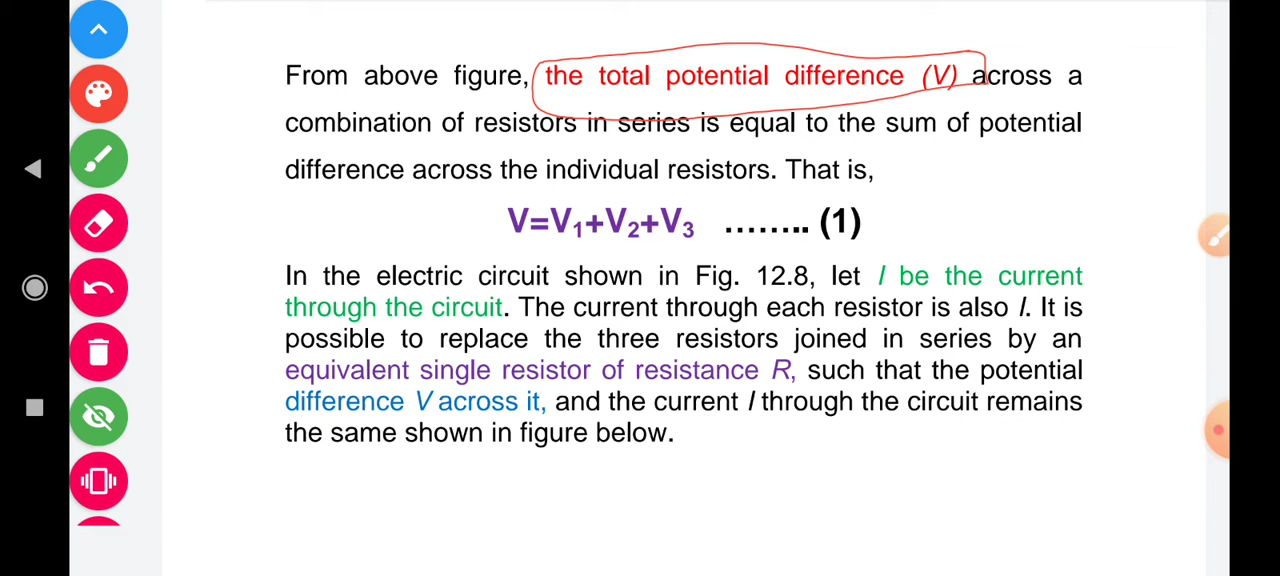 From above figure, the total potential difference (V) across a
combination of resistors in series is equal to the sum of potential
difference across the individual resistors. That is,
V=V₁+V₂+V₃ …….. (1)
In the electric circuit shown in Fig. 12.8, let I be the current
through the circuit. The current through each resistor is also I. It is
possible to replace the three resistors joined in series by an
equivalent single resistor of resistance R, such that the potential
difference V across it, and the current I through the circuit remains
the same shown in figure below.